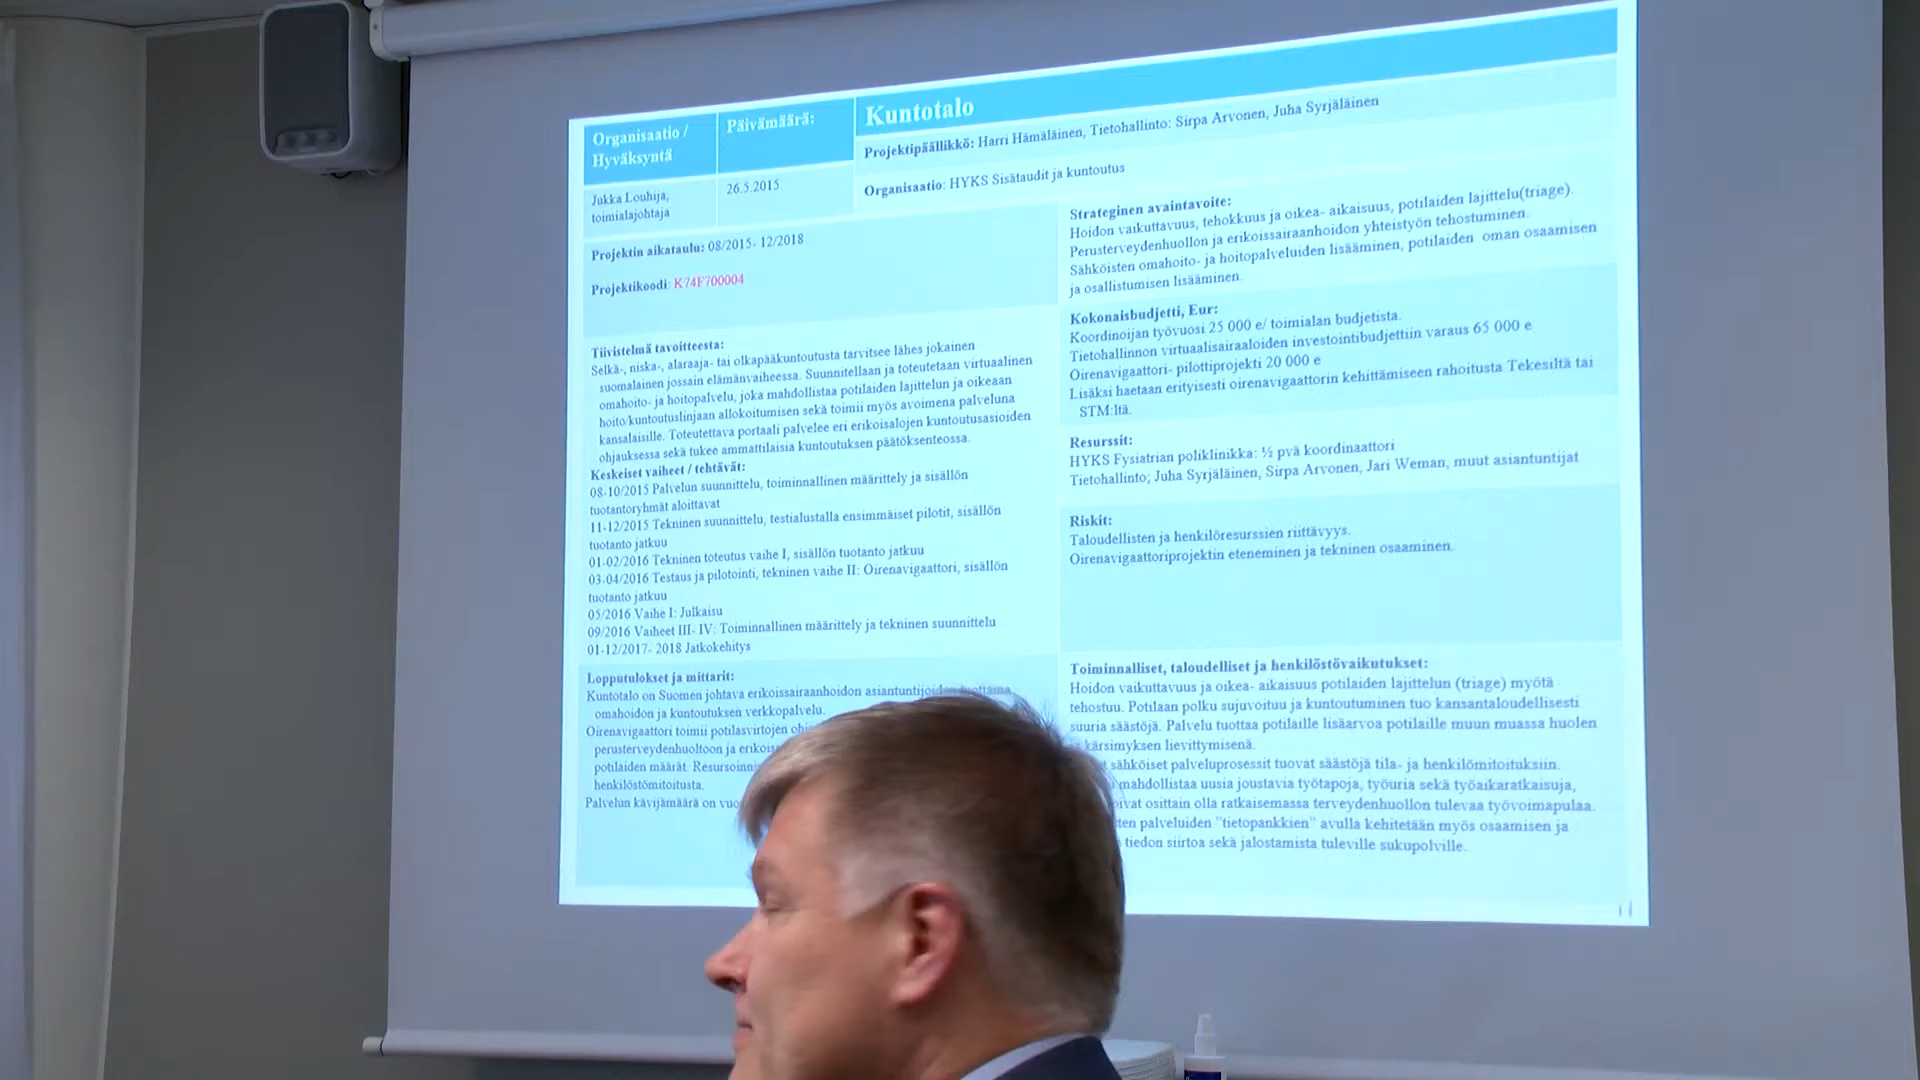 Organisaatio /
Hyväksyntä
Päivämäärä:
Kuntotalo
Projektipäällikkö: Harri Hämäläinen, Tietohallinto: Sirpa Arvonen, Juha Syrjäläinen
Jukka Louhija,
toimialajohtaja
26.5.2015
Organisaatio: HYKS Sisätaudit ja kuntoutus
Projektin aikataulu: 08/2015- 12/2018
Projektikoodi: K74F700004
Strateginen avaintavoite:
Hoidon vaikuttavuus, tehokkuus ja oikea- aikaisuus, potilaiden lajittelu(triage).
Perusterveydenhuollon ja erikoissairaanhoidon yhteistyön tehostuminen.
Sähköisten omahoito- ja hoitopalveluiden lisääminen, potilaiden oman osaamisen
ja osallistumisen lisääminen.
Tiivistelmä tavoitteesta:
Selkä-, niska-, alaraaja- tai olkapääkuntoutusta tarvitsee lähes jokainen
suomalainen jossain elämänvaiheessa. Suunnitellaan ja toteutetaan virtuaalinen
omahoito- ja hoitopalvelu, joka mahdollistaa potilaiden lajittelun ja oikeaan
hoito/kuntoutuslinjaan allokoitumisen sekä toimii myös avoimena palveluna
kansalaisille. Toteutettava portaali palvelee eri erikoisalojen kuntoutusasioiden
ohjauksessa sekä tukee ammattilaisia kuntoutuksen päätöksenteossa.
Keskeiset vaiheet / tehtävät:
08-10/2015 Palvelun suunnittelu, toiminnallinen määrittely ja sisällön
tuotantoryhmät aloittavat
11-12/2015 Tekninen suunnittelu, testialustalla ensimmäiset pilotit, sisällön
tuotanto jatkuu
01-02/2016 Tekninen toteutus vaihe I, sisällön tuotanto jatkuu
03-04/2016 Testaus ja pilotointi, tekninen vaihe II: Oirenavigaattori, sisällön
tuotanto jatkuu
05/2016 Vaihe I: Julkaisu
09/2016 Vaiheet III- IV: Toiminnallinen määrittely ja tekninen suunnittelu
01-12/2017- 2018 Jatkokehitys
Kokonaisbudjetti, Eur:
Koordinoijan työvuosi 25 000 e/ toimialan budjetista.
Tietohallinnon virtuaalisairaaloiden investointibudjettiin varaus 65 000 e
Oirenavigaattori- pilottiprojekti 20 000 e
Lisäksi haetaan erityisesti oirenavigaattorin kehittämiseen rahoitusta Tekesiltä tai
STM:ltä.
Resurssit:
HYKS Fysiatrian poliklinikka: ½ pvä koordinaattori
Tietohallinto; Juha Syrjäläinen, Sirpa Arvonen, Jari Weman, muut asiantuntijat
Riskit:
Taloudellisten ja henkilöresurssien riittävyys.
Oirenavigaattoriprojektin eteneminen ja tekninen osaaminen.
Lopputulokset ja mittarit:
Kuntotalo on Suomen johtava erikoissairaanhoidon
omahoidon ja kuntoutuksen verkkopalvelu.
Oirenavigaattori toimii potilasvirtojen
perusterveydenhuoltoon ja
potilaiden määrät.
henkilöstömitoitusta.
Palvelun kävijämäärä on
Toiminnalliset, taloudelliset ja henkilöstövaikutukset:
Hoidon vaikuttavuus ja oikea- aikaisuus potilaiden lajittelun (triage) myötä
tehostuu. Potilaan polku sujuvoituu ja kuntoutuminen tuo kansantaloudellisesti
suuria säästöjä. Palvelu tuottaa potilaille lisäarvoa potilaille muun muassa huolen
kärsimyksen lievittymisenä.
sähköiset palveluprosessit tuovat säästöjä tila- ja henkilömitoituksiin.
mahdollistaa uusia joustavia työtapoja, työuria sekä työaikaratkaisuja,
osittain olla ratkaisemassa terveydenhuollon tulevaa työvoimapulaa.
palveluiden "tietopankkien" avulla kehitetään myös osaamisen ja
tiedon siirtoa sekä jalostamista tuleville sukupolville.